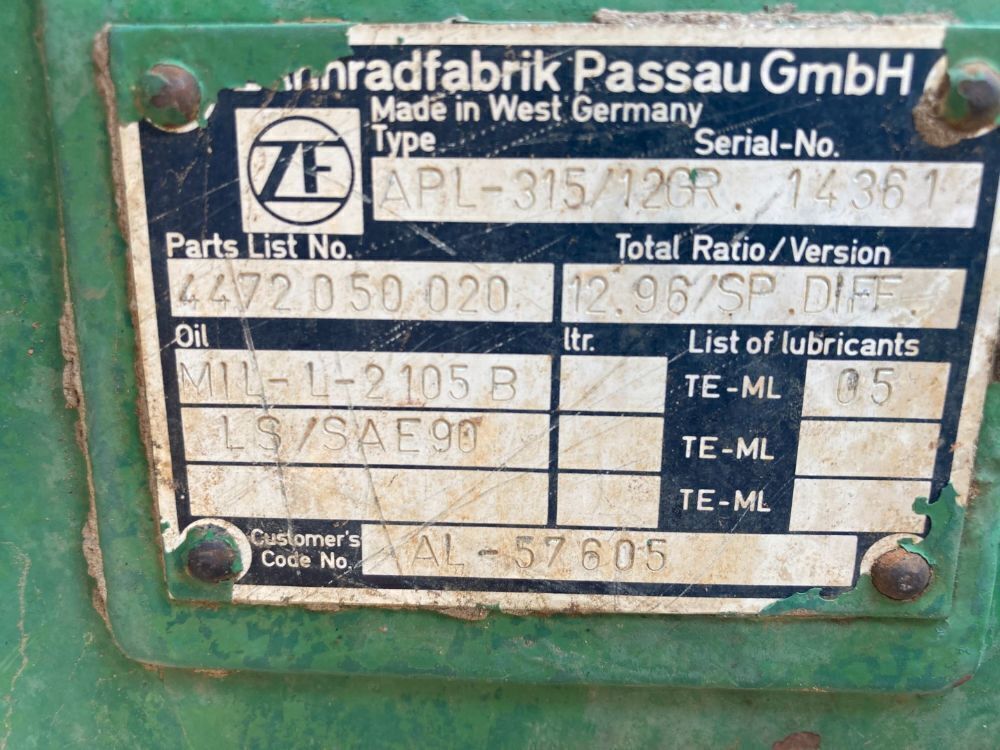 Passau GmbH
Made in West Germany
ZF
Type Serial-No.
APL-315/12GR. 14361
Parts List No. Total Ratio/Version
4472 050 020 12.96/SP.DIFF.
Oil ltr. List of lubricants
MIL-L-2105 B TE-ML 05
LS/SAE90 TE-ML
TE-ML
Customer's
Code No. AL-57605